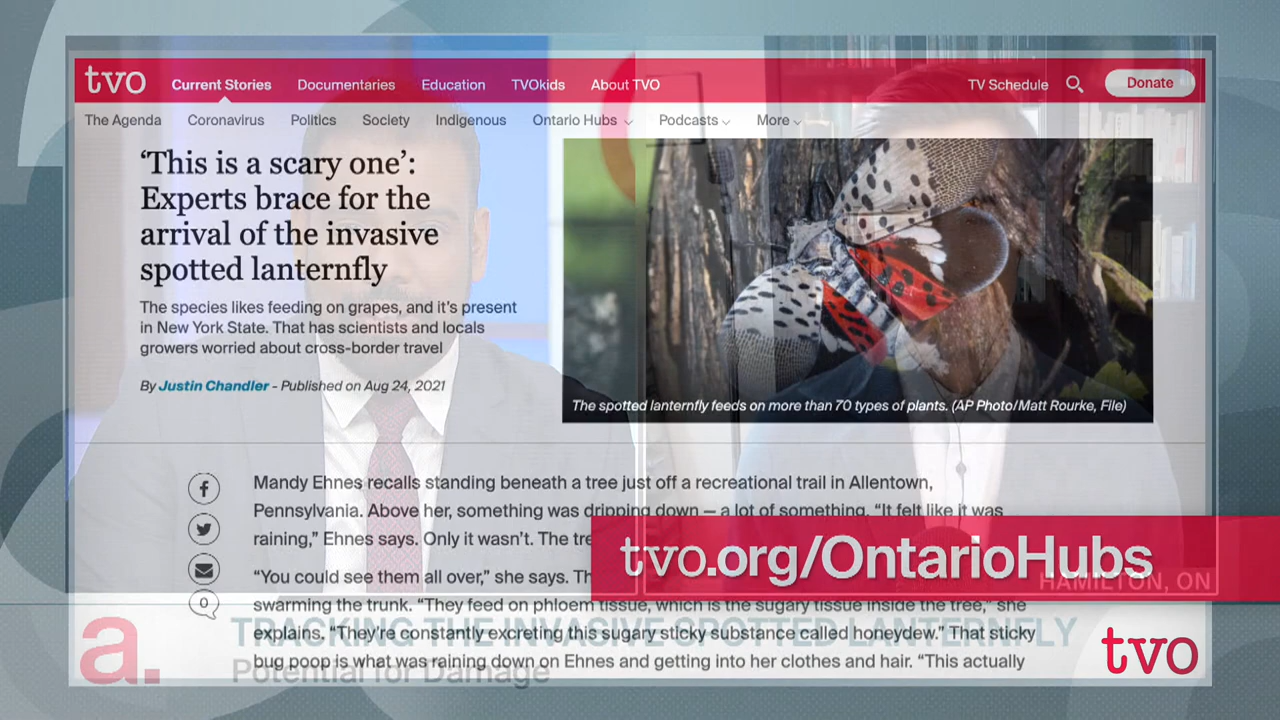 tvo
Current Stories Documentaries Education TVOkids About TVO TV Schedule Donate
The Agenda Coronavirus Politics Society Indigenous Ontario Hubs Podcasts More
‘This is a scary one’:
Experts brace for the
arrival of the invasive
spotted lanternfly
The species likes feeding on grapes, and it’s present
in New York State. That has scientists and locals
growers worried about cross-border travel
By Justin Chandler - Published on Aug 24, 2021
The spotted lanternfly feeds on more than 70 types of plants. (AP Photo/Matt Rourke, File)
Mandy Ehnes recalls standing beneath a tree just off a recreational trail in Allentown,
Pennsylvania. Above her, something was dripping down — a lot of something. “It felt like it was
raining,” Ehnes says. Only it wasn’t. The
tvo.org/OntarioHubs
HAMILTON, ON
“You could see them all over,” she says.
0
swarming the trunk. “They feed on phloem tissue, which is the sugary tissue inside the tree,” she
explains. “They’re constantly excreting this sugary sticky substance called honeydew.” That sticky
bug poop is what was raining down on Ehnes and getting into her clothes and hair. “This actually
a.
TRACKING THE INVASIVE SPOTTED LANTERNFLY
Potential for Damage
tvo